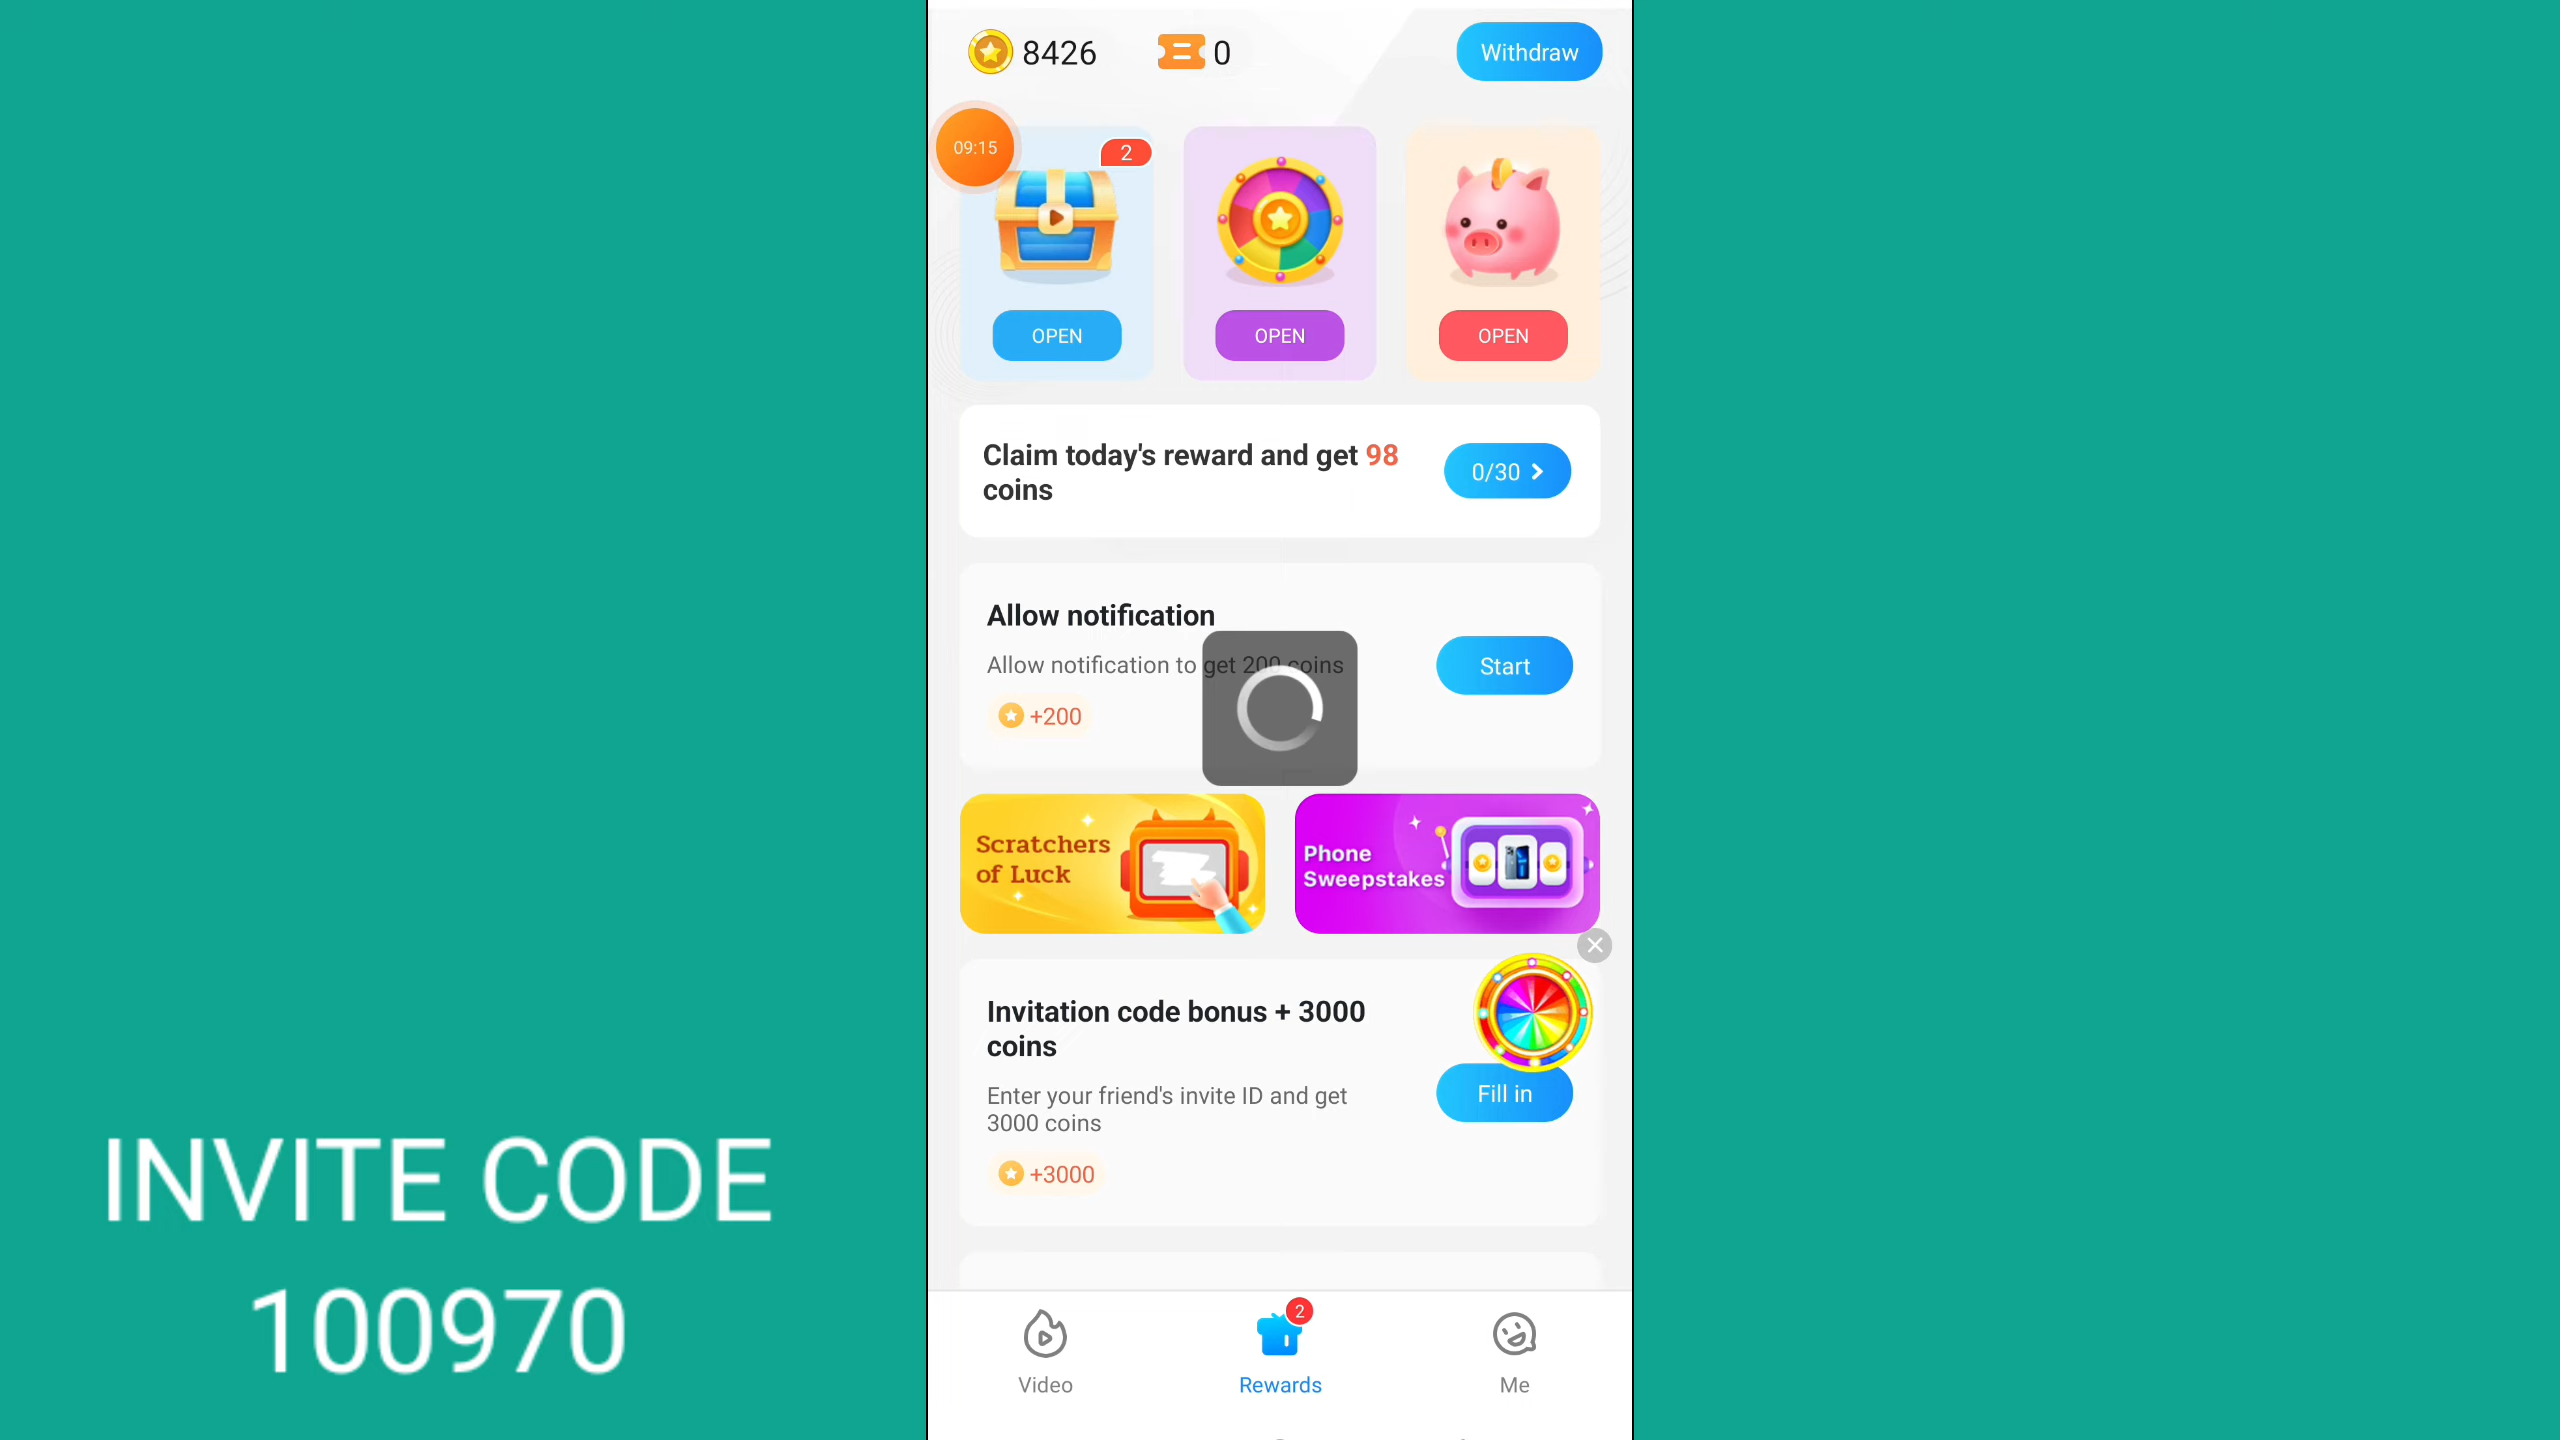 8426
0
Withdraw
09:15
2
OPEN
OPEN
OPEN
Claim today's reward and get 98
coins
0/30
Allow notification
Allow notification to get 200 coins
Start
+200
Scratchers
of Luck
Phone
Sweepstakes
Invitation code bonus + 3000
coins
Enter your friend's invite ID and get
3000 coins
Fill in
+3000
INVITE CODE
100970
2
Video
Rewards
Me